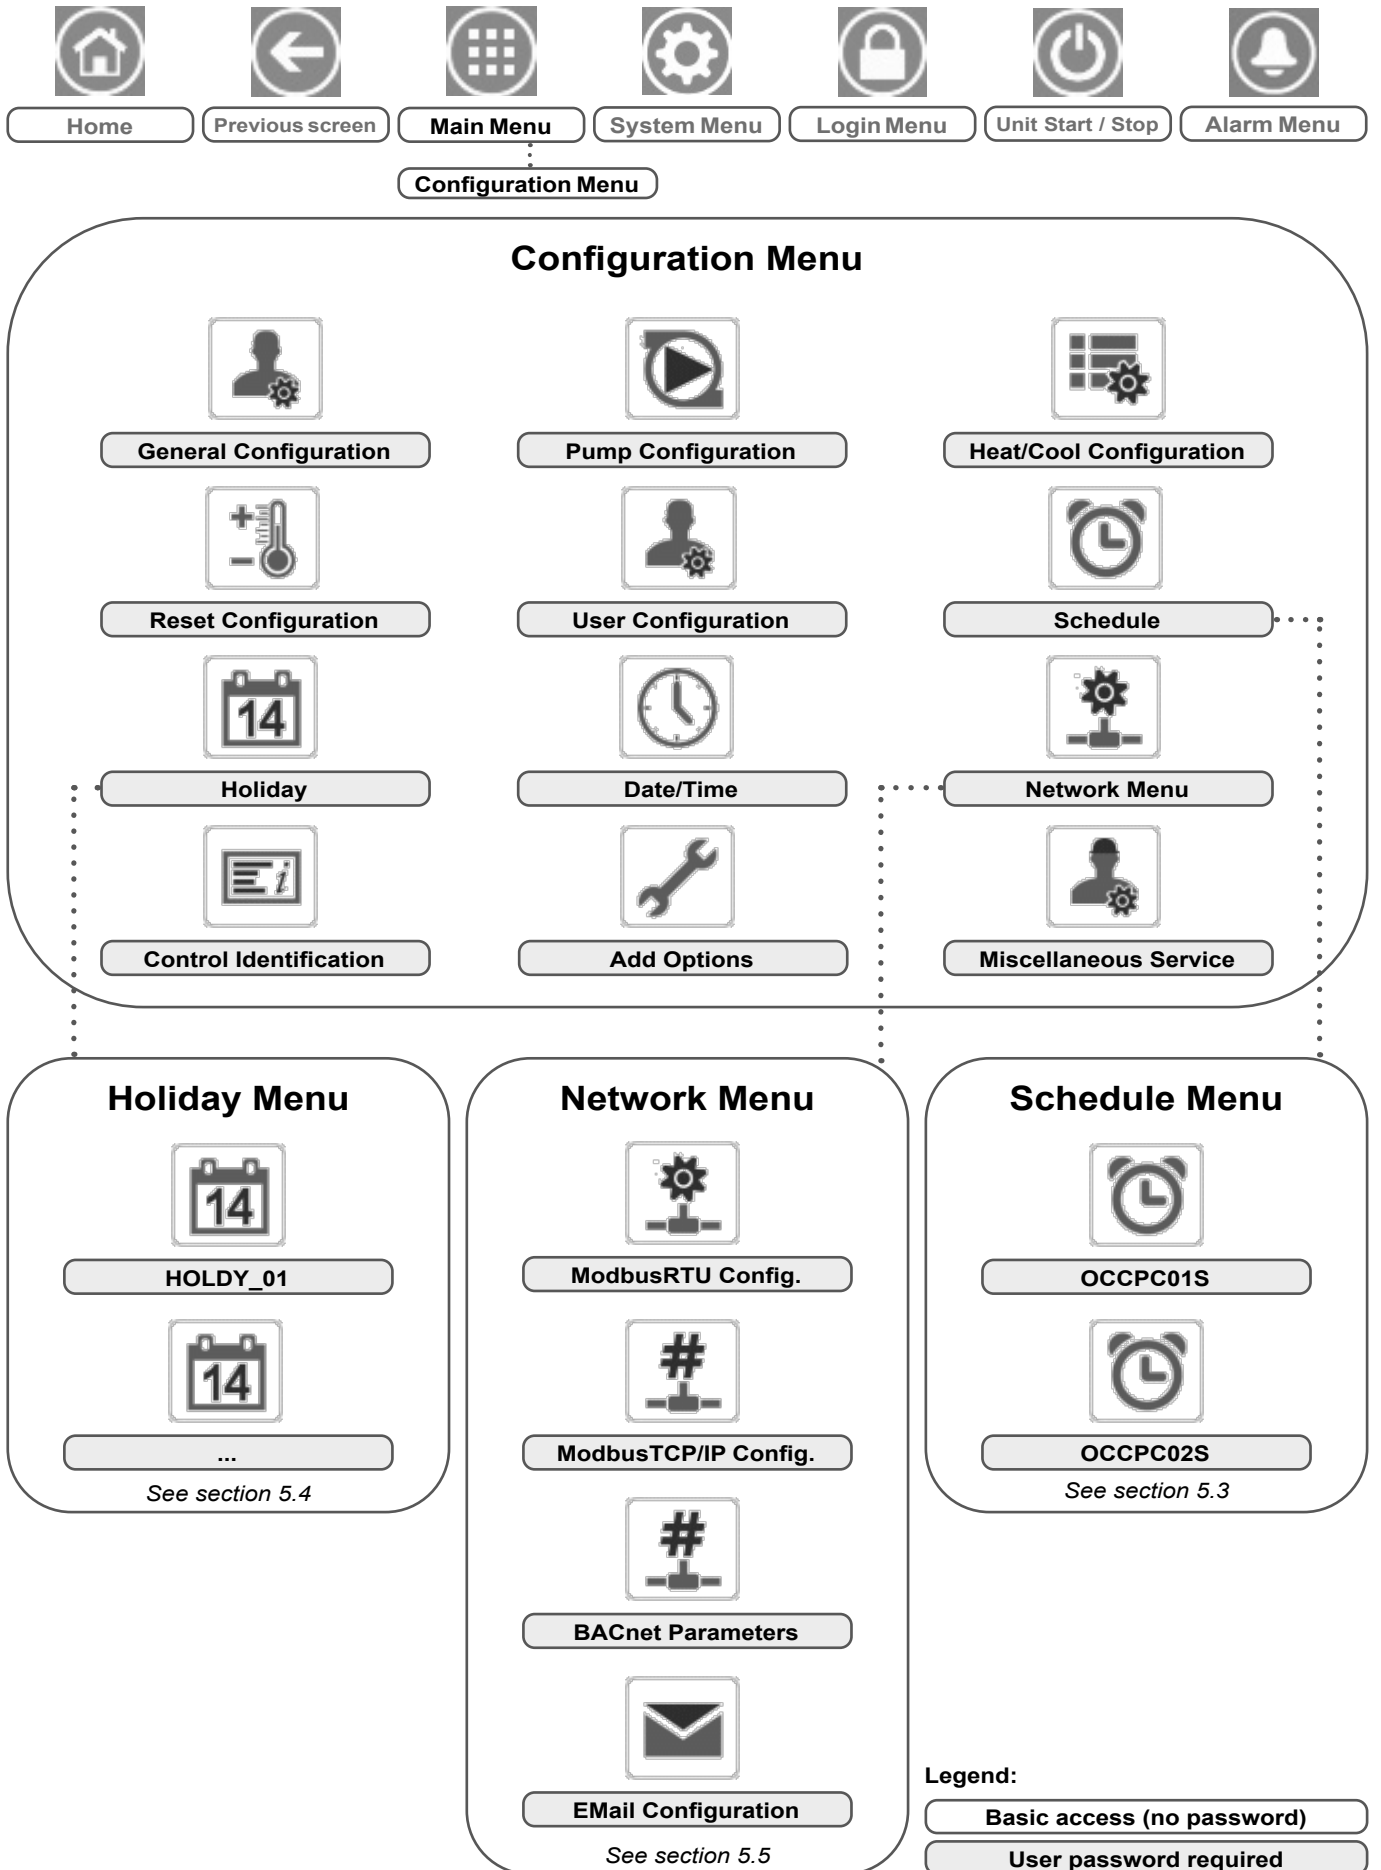 Home
Previous screen
Main Menu
System Menu
Login Menu
Unit Start / Stop
Alarm Menu
Configuration Menu
Configuration Menu
General Configuration
Pump Configuration
Heat/Cool Configuration
Reset Configuration
User Configuration
Schedule
14
Holiday
Date/Time
Network Menu
i
Control Identification
Add Options
Miscellaneous Service
Holiday Menu
14
HOLDY_01
14
...
See section 5.4
Network Menu
ModbusRTU Config.
#
ModbusTCP/IP Config.
#
BACnet Parameters
EMail Configuration
See section 5.5
Schedule Menu
OCCPC01S
OCCPC02S
See section 5.3
Legend:
Basic access (no password)
User password required